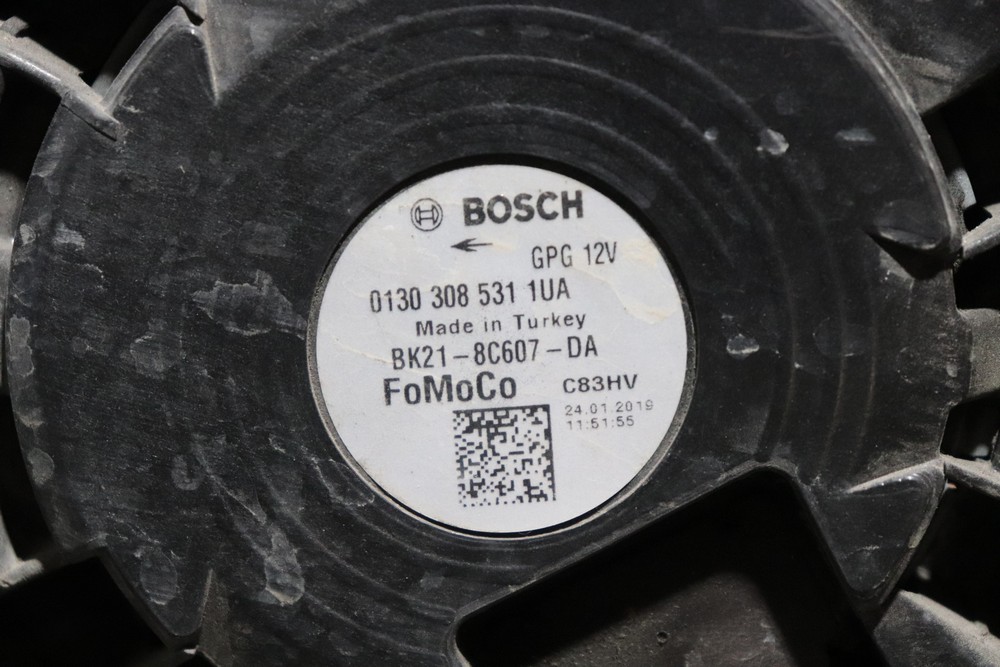 BOSCH
GPG 12V
0130 308 531 1UA
Made in Turkey
BK21-8C607-DA
FoMoCo C83HV
24.01.2019
11:51:55